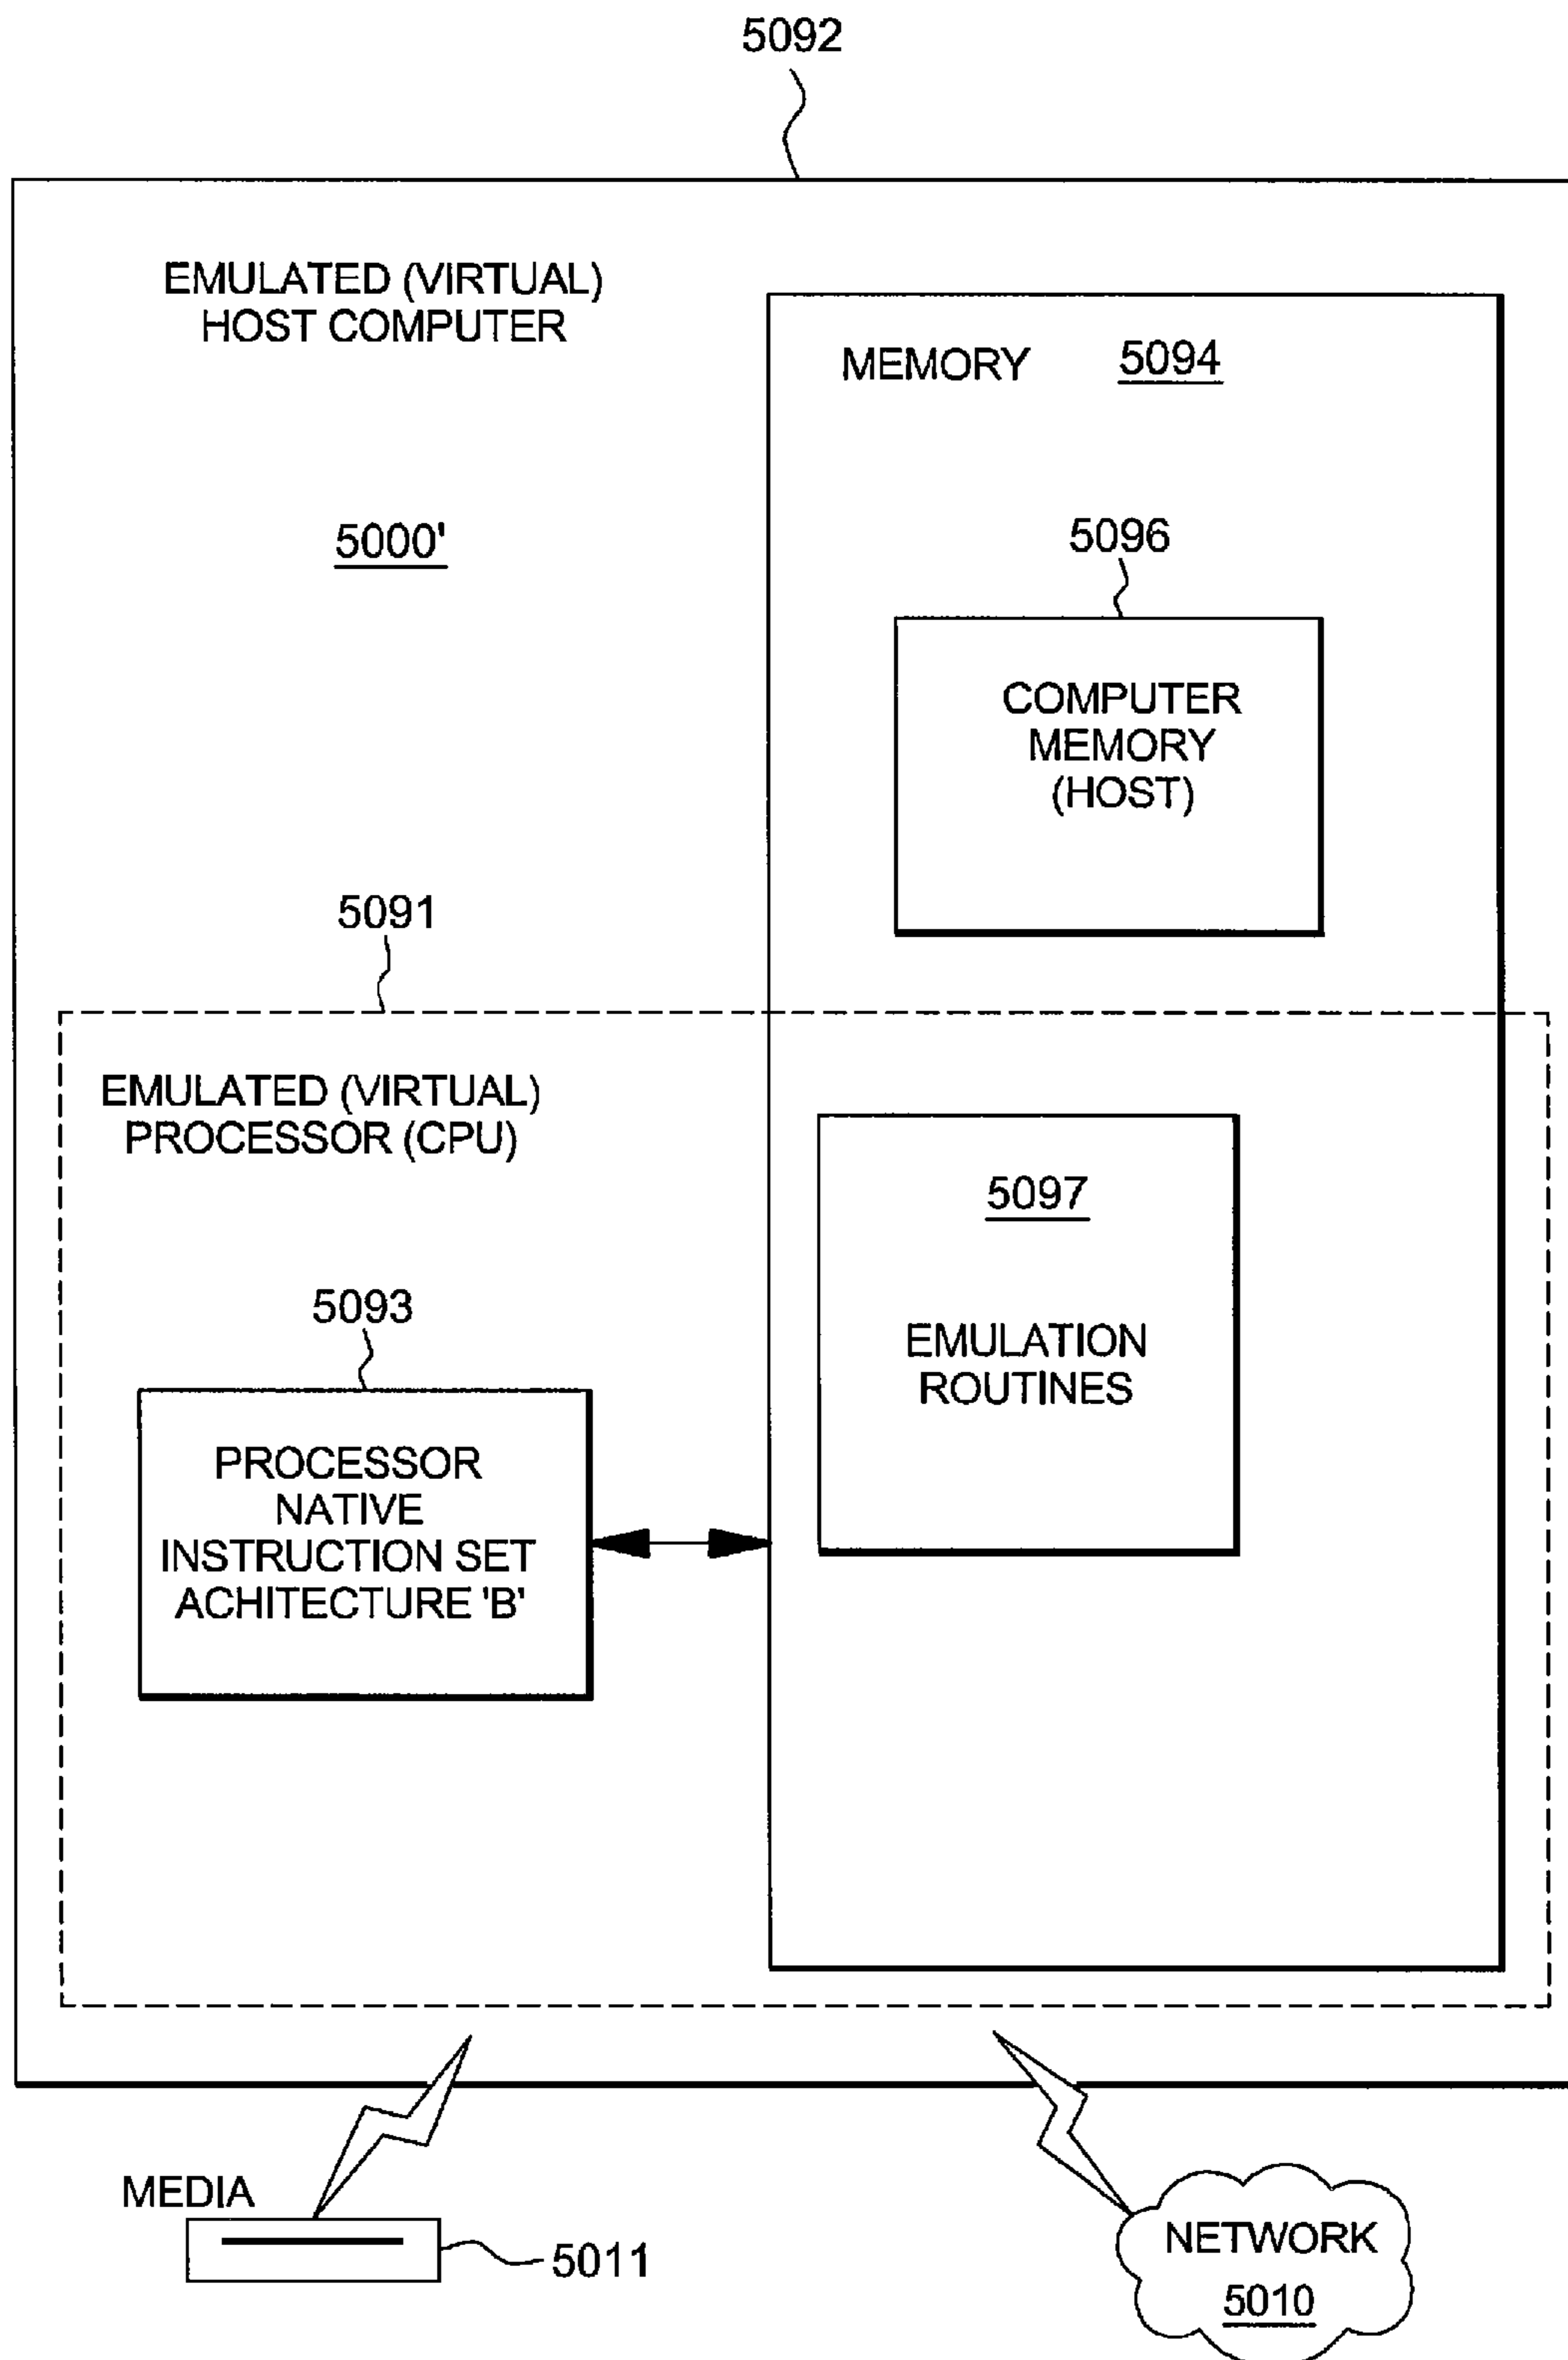 5092
EMULATED (VIRTUAL)
HOST COMPUTER
MEMORY 5094
5000'
5096
COMPUTER
MEMORY
(HOST)
5091
EMULATED (VIRTUAL)
PROCESSOR (CPU)
5097
EMULATION
ROUTINES
5093
PROCESSOR
NATIVE
INSTRUCTION SET
ACHITECTURE 'B'
MEDIA
5011
NETWORK
5010